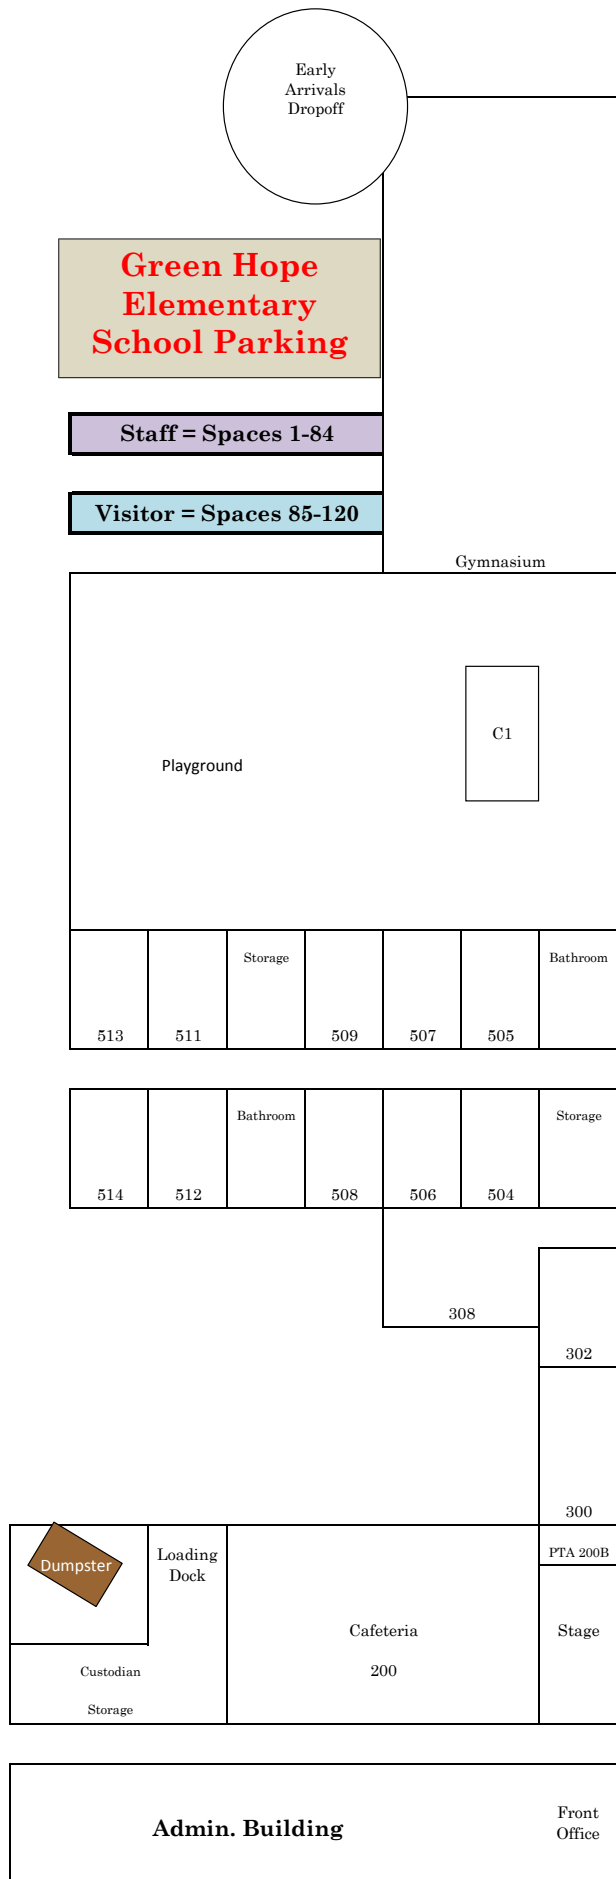 Early
Arrivals
Dropoff
Green Hope
Elementary
School Parking
Staff = Spaces 1-84
Visitor = Spaces 85-120
Gymnasium
C1
Playground
Storage
Bathroom
513
511
509
507
505
Bathroom
Storage
514
512
508
506
504
308
302
300
Dumpster
Loading
Dock
PTA 200B
Cafeteria
200
Stage
Custodian
Storage
Admin. Building
Front
Office